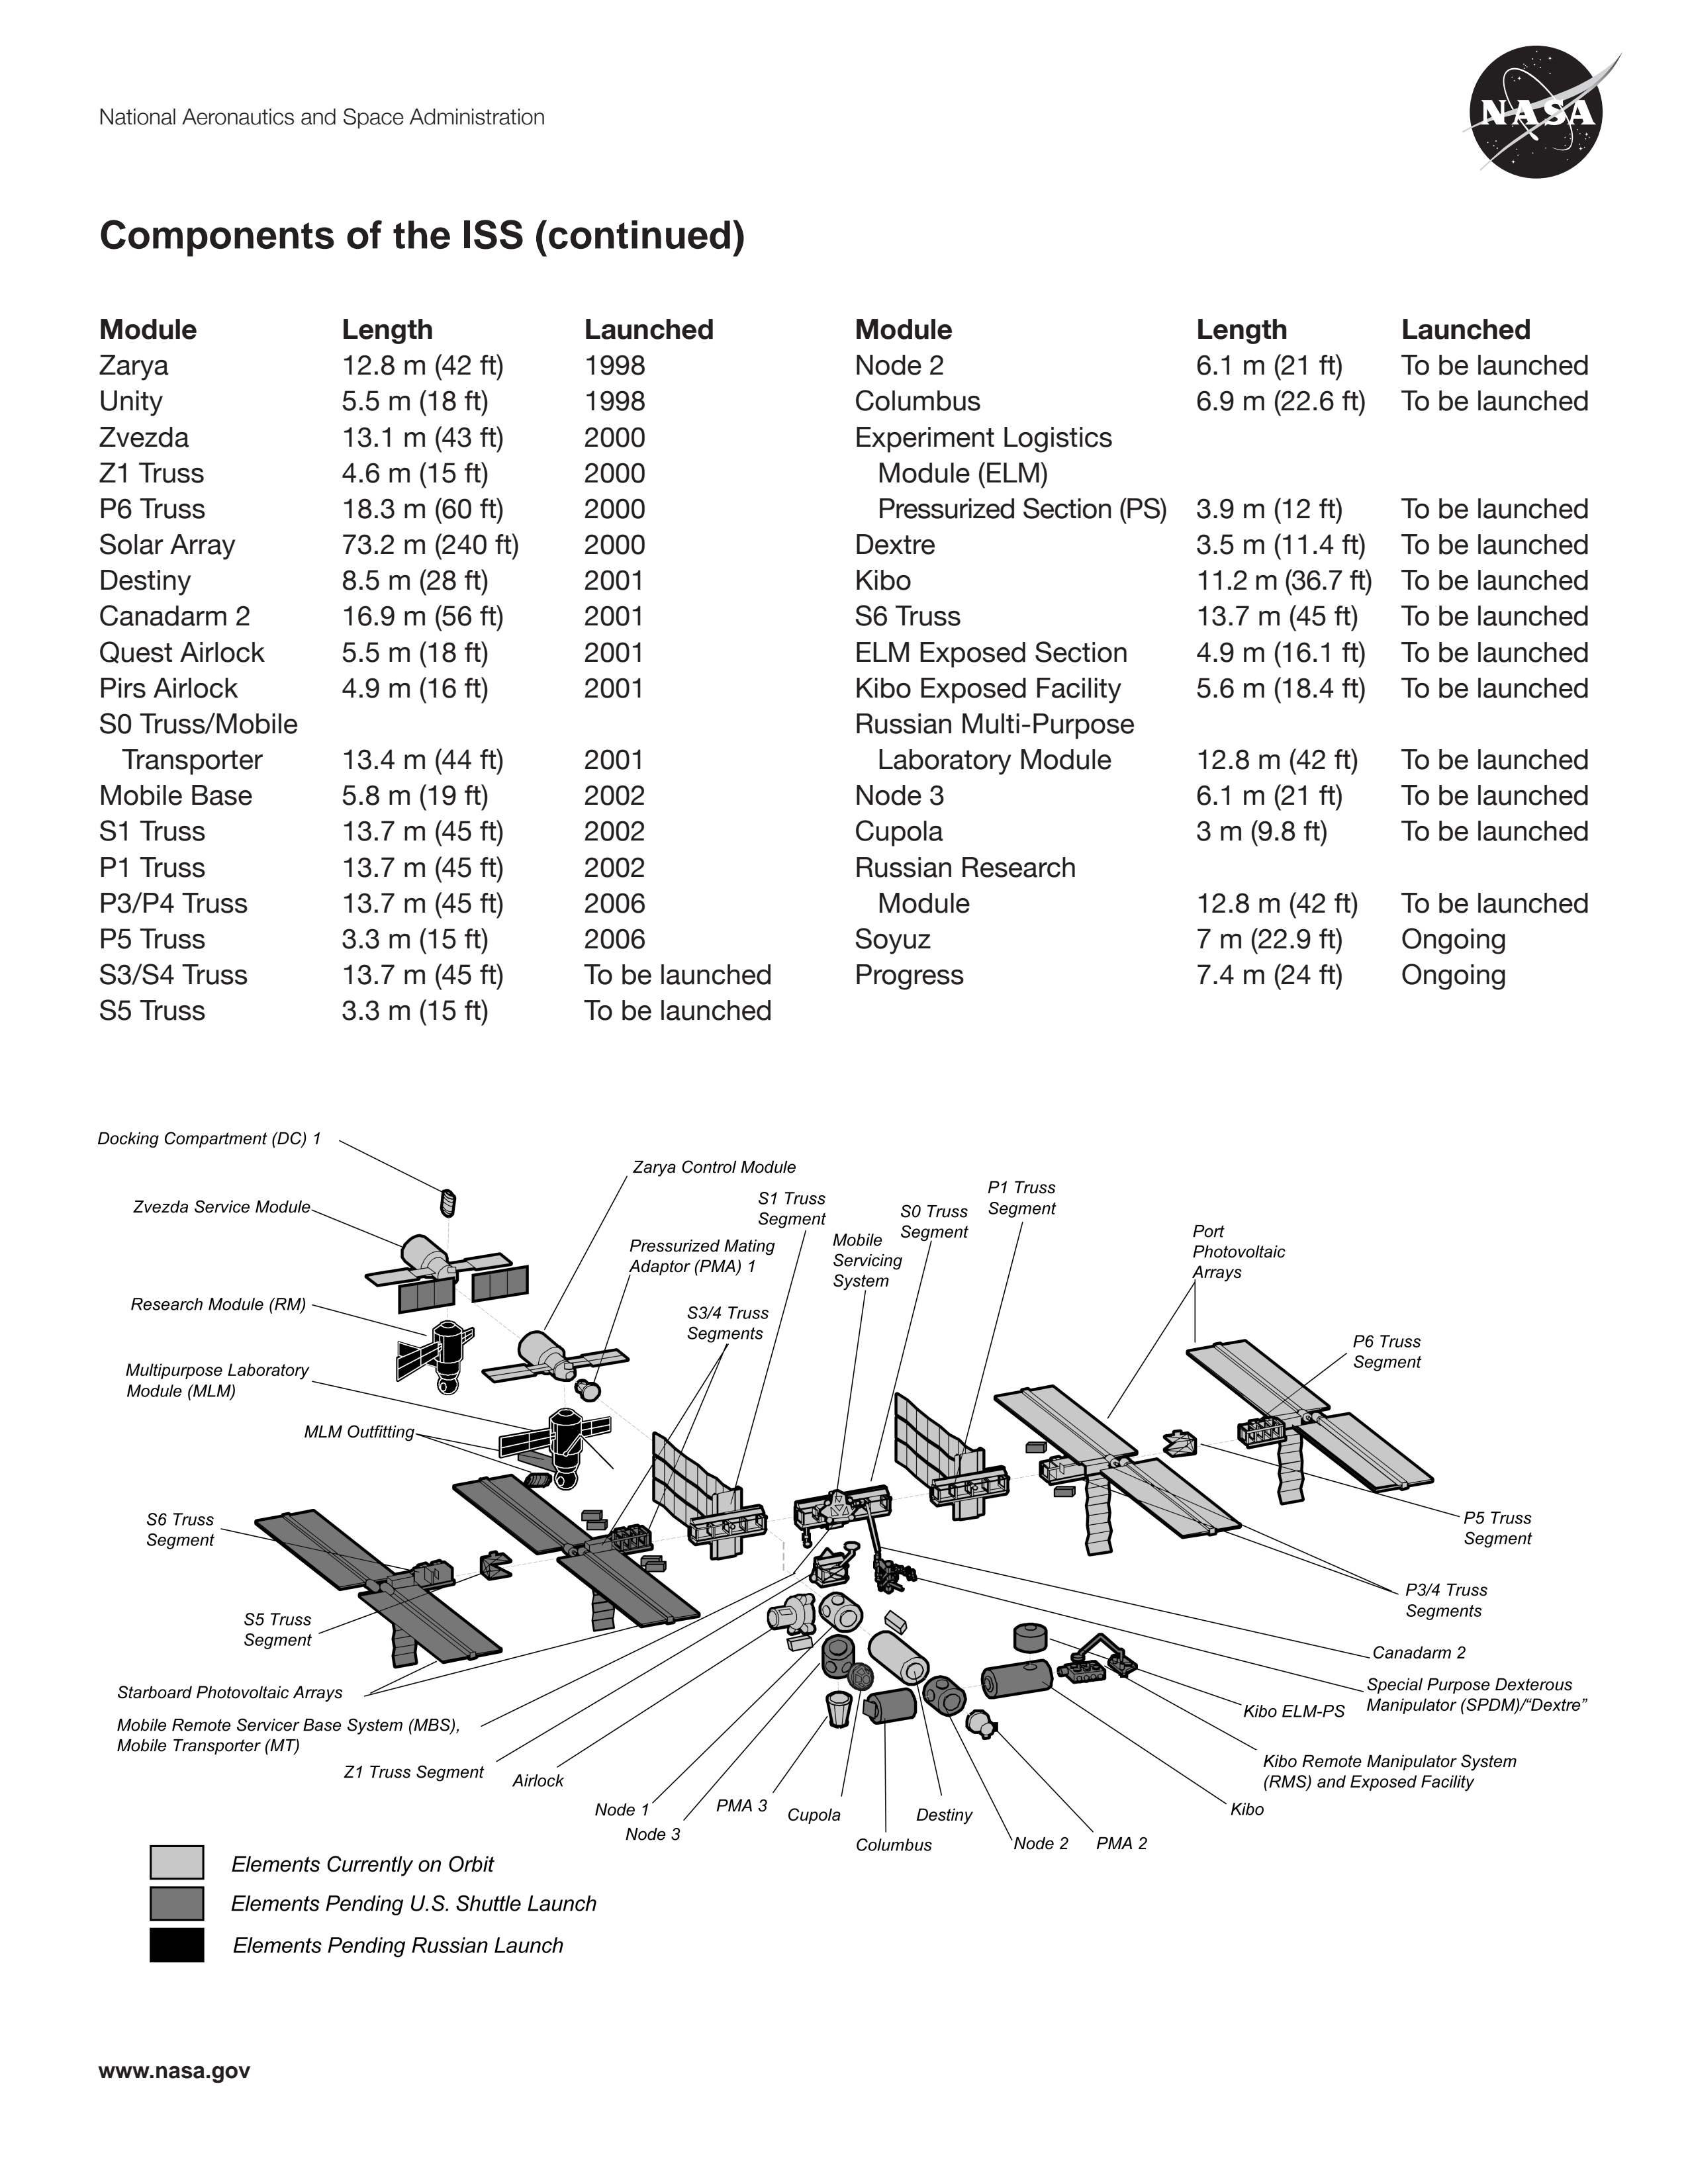 National Aeronautics and Space Administration
NASA
Components of the ISS (continued)
Module Length Launched
Zarya 12.8 m (42 ft) 1998
Unity 5.5 m (18 ft) 1998
Zvezda 13.1 m (43 ft) 2000
Z1 Truss 4.6 m (15 ft) 2000
P6 Truss 18.3 m (60 ft) 2000
Solar Array 73.2 m (240 ft) 2000
Destiny 8.5 m (28 ft) 2001
Canadarm 2 16.9 m (56 ft) 2001
Quest Airlock 5.5 m (18 ft) 2001
Pirs Airlock 4.9 m (16 ft) 2001
S0 Truss/Mobile
Transporter 13.4 m (44 ft) 2001
Mobile Base 5.8 m (19 ft) 2002
S1 Truss 13.7 m (45 ft) 2002
P1 Truss 13.7 m (45 ft) 2002
P3/P4 Truss 13.7 m (45 ft) 2006
P5 Truss 3.3 m (15 ft) 2006
S3/S4 Truss 13.7 m (45 ft) To be launched
S5 Truss 3.3 m (15 ft) To be launched
Module Length Launched
Node 2 6.1 m (21 ft) To be launched
Columbus 6.9 m (22.6 ft) To be launched
Experiment Logistics
Module (ELM)
Pressurized Section (PS) 3.9 m (12 ft) To be launched
Dextre 3.5 m (11.4 ft) To be launched
Kibo 11.2 m (36.7 ft) To be launched
S6 Truss 13.7 m (45 ft) To be launched
ELM Exposed Section 4.9 m (16.1 ft) To be launched
Kibo Exposed Facility 5.6 m (18.4 ft) To be launched
Russian Multi-Purpose
Laboratory Module 12.8 m (42 ft) To be launched
Node 3 6.1 m (21 ft) To be launched
Cupola 3 m (9.8 ft) To be launched
Russian Research
Module 12.8 m (42 ft) To be launched
Soyuz 7 m (22.9 ft) Ongoing
Progress 7.4 m (24 ft) Ongoing
Docking Compartment (DC) 1
Zarya Control Module
Zvezda Service Module
S1 Truss
Segment
Mobile
Servicing
System
S0 Truss
Segment
P1 Truss
Segment
Port
Photovoltaic
Arrays
Pressurized Mating
Adaptor (PMA) 1
Research Module (RM)
S3/4 Truss
Segments
P6 Truss
Segment
Multipurpose Laboratory
Module (MLM)
MLM Outfitting
S6 Truss
Segment
P5 Truss
Segment
S5 Truss
Segment
P3/4 Truss
Segments
Canadarm 2
Starboard Photovoltaic Arrays
Special Purpose Dexterous
Manipulator (SPDM)/“Dextre”
Kibo ELM-PS
Mobile Remote Servicer Base System (MBS),
Mobile Transporter (MT)
Kibo Remote Manipulator System
(RMS) and Exposed Facility
Z1 Truss Segment
Airlock
Node 1
Node 3
PMA 3
Cupola
Columbus
Destiny
Node 2
PMA 2
Kibo
Elements Currently on Orbit
Elements Pending U.S. Shuttle Launch
Elements Pending Russian Launch
www.nasa.gov